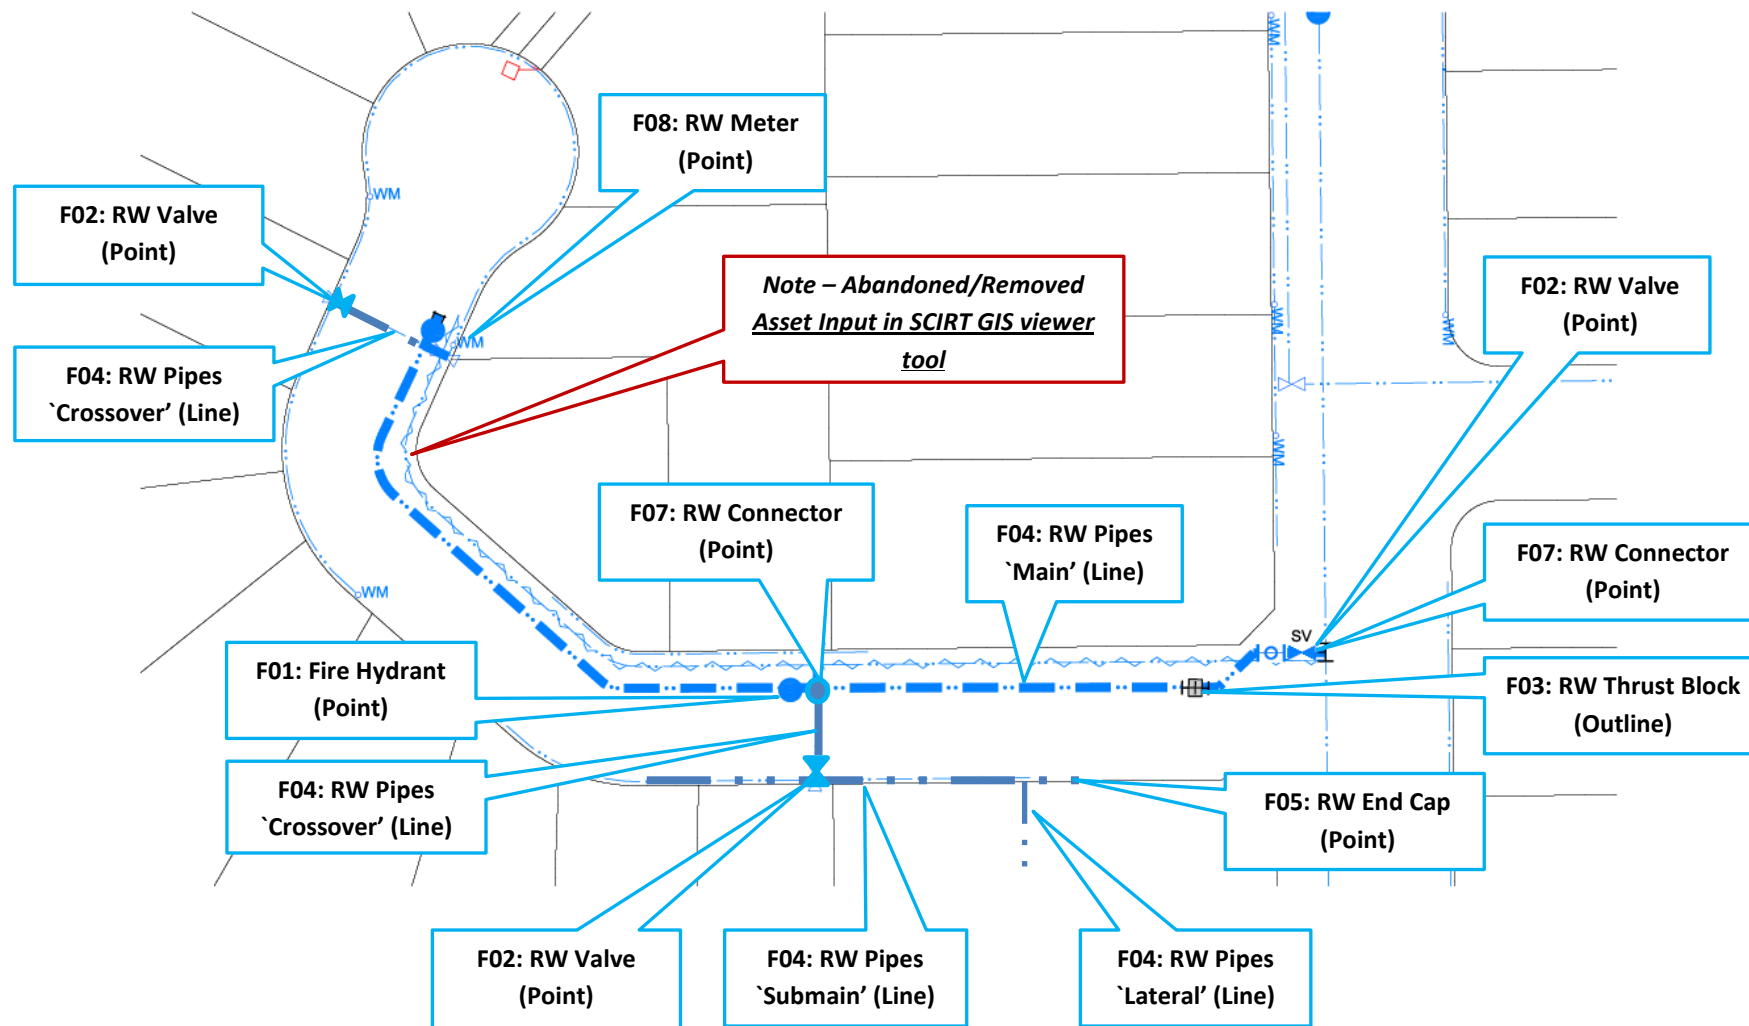 F08: RW Meter
(Point)
F02: RW Valve
(Point)
WM
WM
WM
Note – Abandoned/Removed
Asset Input in SCIRT GIS viewer
tool
F02: RW Valve
(Point)
WM
WM
WM
F04: RW Pipes
`Crossover’ (Line)
WM
WM
F07: RW Connector
(Point)
F04: RW Pipes
`Main’ (Line)
F07: RW Connector
(Point)
SV
F01: Fire Hydrant
(Point)
F03: RW Thrust Block
(Outline)
F04: RW Pipes
`Crossover’ (Line)
F05: RW End Cap
(Point)
F02: RW Valve
(Point)
F04: RW Pipes
`Submain’ (Line)
F04: RW Pipes
`Lateral’ (Line)